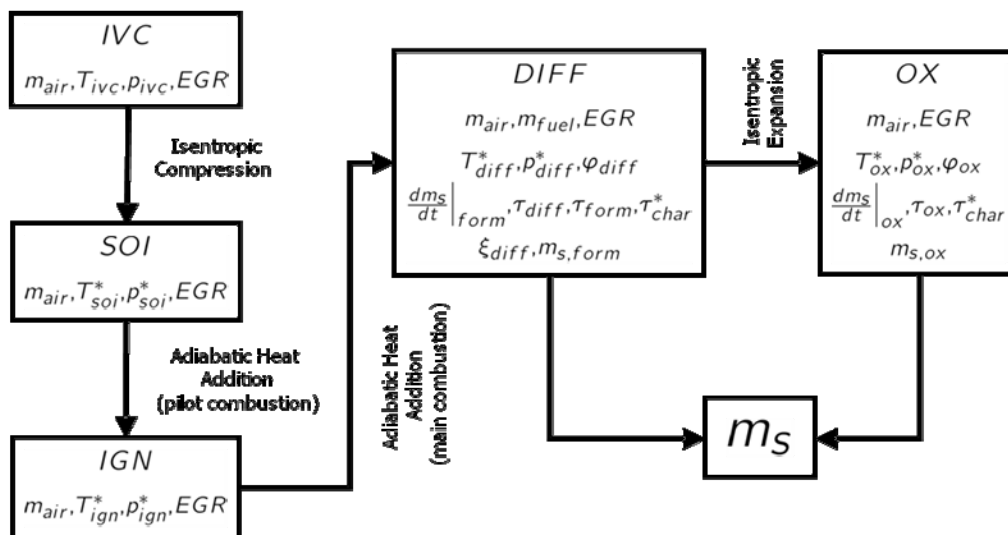 IVC
m_air, T_ivc, p_ivc, EGR
Isentropic
Compression
SOI
m_air, T*_soi, p*_soi, EGR
Adiabatic Heat
Addition
(pilot combustion)
IGN
m_air, T*_ign, p*_ign, EGR
Adiabatic Heat
Addition
(main combustion)
DIFF
m_air, m_fuel, EGR
T*_diff, p*_diff, φ_diff
dm_s/dt|_form, τ_diff, τ_form, τ*_char
ξ_diff, m_s,form
Isentropic
Expansion
OX
m_air, EGR
T*_ox, p*_ox, φ_ox
dm_s/dt|_ox, τ_ox, τ*_char
m_s,ox
m_s